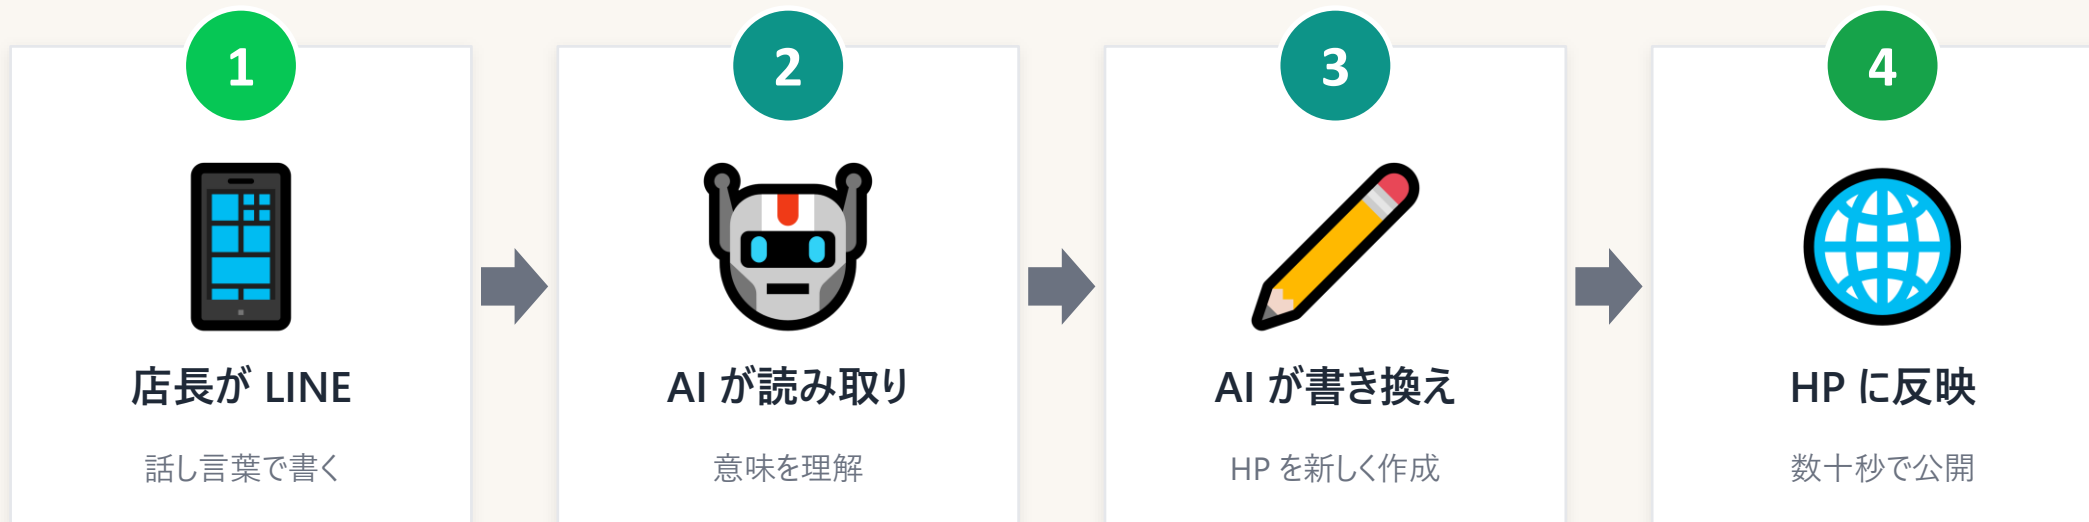 1
店長が LINE
話し言葉で書く
2
AI が読み取り
意味を理解
3
AI が書き換え
HP を新しく作成
4
HP に反映
数十秒で公開